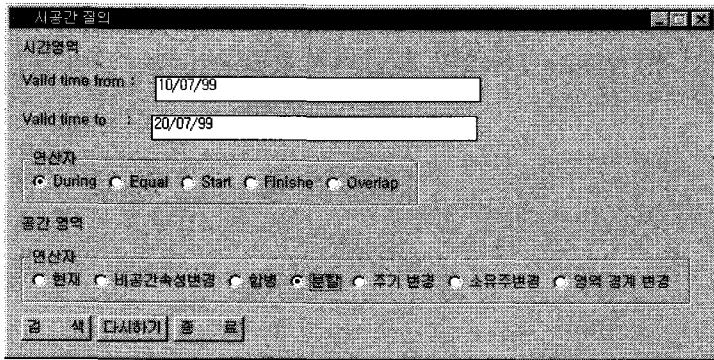 시공간 질의
시간영역
Valid time from :
10/07/99
Valid time to :
20/07/99
연산자
During Equal Start Finishe Overlap
공간 영역
연산자
현재 비공간속성변경 합병 분할 주기 변경 소유주변경 영역 경계 변경
검 색 다시하기 종 료